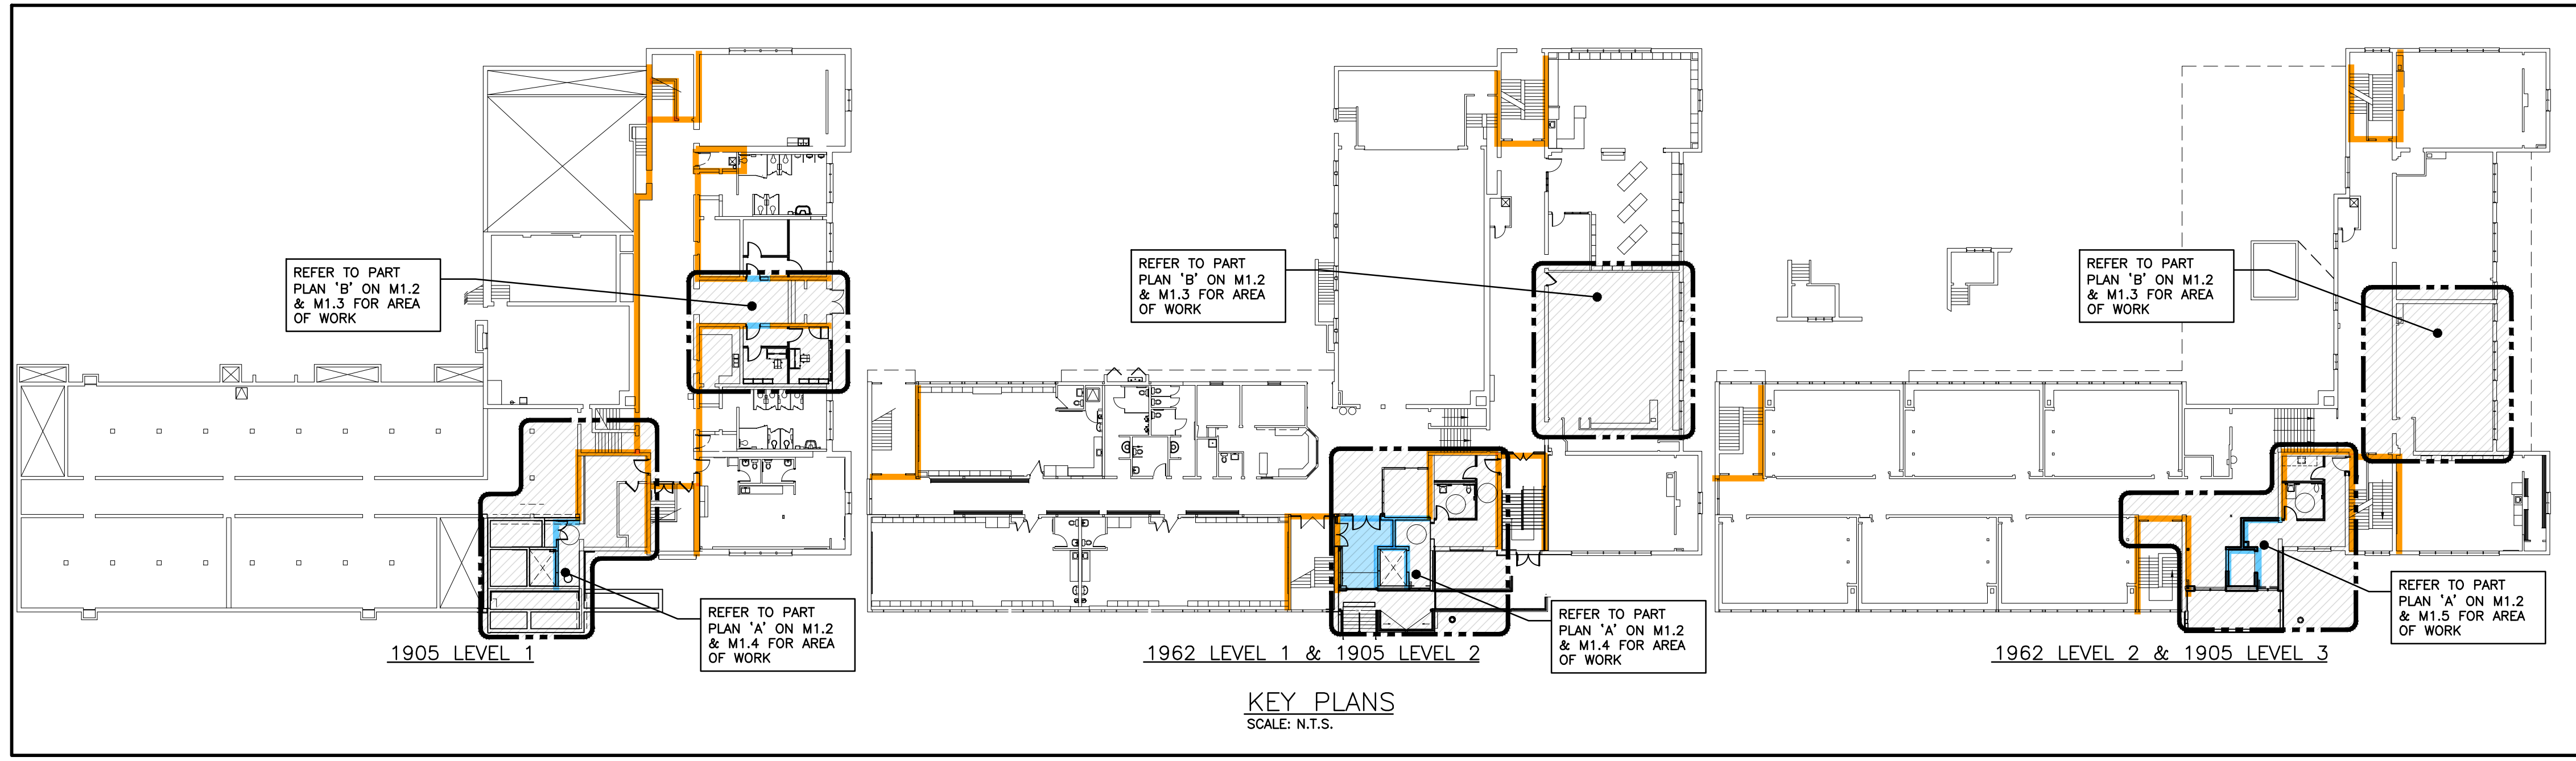 REFER TO PART
PLAN 'B' ON M1.2
& M1.3 FOR AREA
OF WORK
REFER TO PART
PLAN 'A' ON M1.2
& M1.4 FOR AREA
OF WORK
1905 LEVEL 1
REFER TO PART
PLAN 'B' ON M1.2
& M1.3 FOR AREA
OF WORK
REFER TO PART
PLAN 'A' ON M1.2
& M1.4 FOR AREA
OF WORK
1962 LEVEL 1 & 1905 LEVEL 2
REFER TO PART
PLAN 'B' ON M1.2
& M1.3 FOR AREA
OF WORK
REFER TO PART
PLAN 'A' ON M1.2
& M1.5 FOR AREA
OF WORK
1962 LEVEL 2 & 1905 LEVEL 3
KEY PLANS
SCALE: N.T.S.